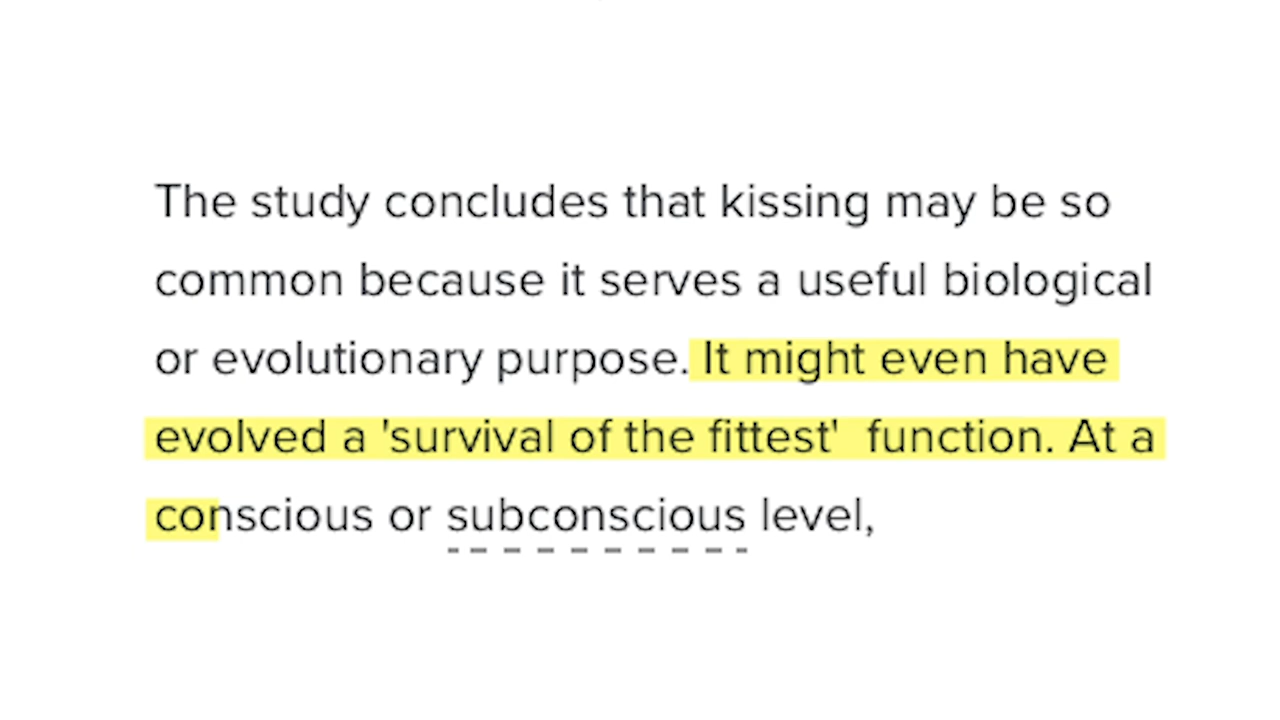 The study concludes that kissing may be so
common because it serves a useful biological
or evolutionary purpose. It might even have
evolved a 'survival of the fittest'  function. At a
conscious or subconscious level,